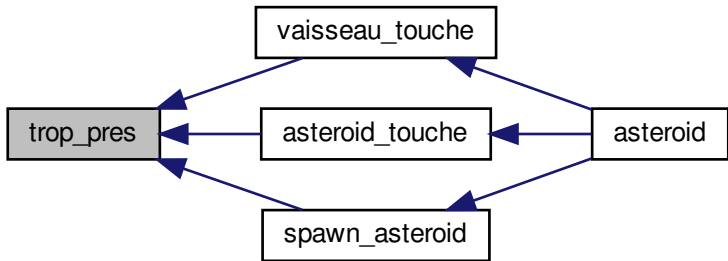 vaisseau_touche
trop_pres
asteroid_touche
asteroid
spawn_asteroid